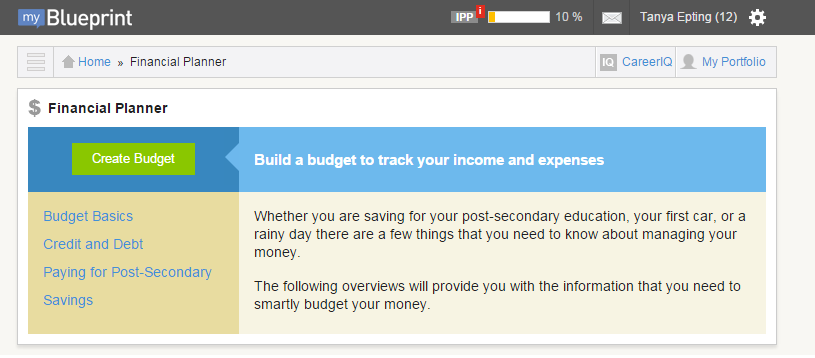 myBlueprint
IPP i 10 % Tanya Epting (12)
Home » Financial Planner IQ CareerIQ My Portfolio
$ Financial Planner
Create Budget
Build a budget to track your income and expenses
Budget Basics
Credit and Debt
Paying for Post-Secondary
Savings
Whether you are saving for your post-secondary education, your first car, or a
rainy day there are a few things that you need to know about managing your
money.
The following overviews will provide you with the information that you need to
smartly budget your money.